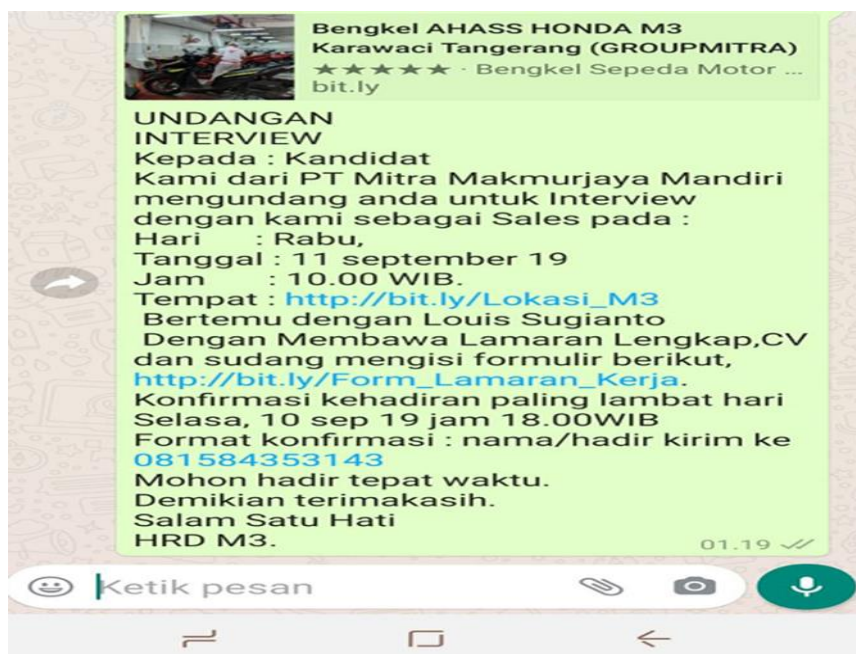 Bengkel AHASS HONDA M3
Karawaci Tangerang (GROUPMITRA)
★★★★★ · Bengkel Sepeda Motor ...
bit.ly
UNDANGAN
INTERVIEW
Kepada : Kandidat
Kami dari PT Mitra Makmurjaya Mandiri
mengundang anda untuk Interview
dengan kami sebagai Sales pada :
Hari : Rabu,
Tanggal : 11 september 19
Jam : 10.00 WIB.
Tempat : http://bit.ly/Lokasi_M3
Bertemu dengan Louis Sugianto
Dengan Membawa Lamaran Lengkap,CV
dan sudang mengisi formulir berikut,
http://bit.ly/Form_Lamaran_Kerja.
Konfirmasi kehadiran paling lambat hari
Selasa, 10 sep 19 jam 18.00WIB
Format konfirmasi : nama/hadir kirim ke
081584353143
Mohon hadir tepat waktu.
Demikian terimakasih.
Salam Satu Hati
HRD M3.
01.19
Ketik pesan